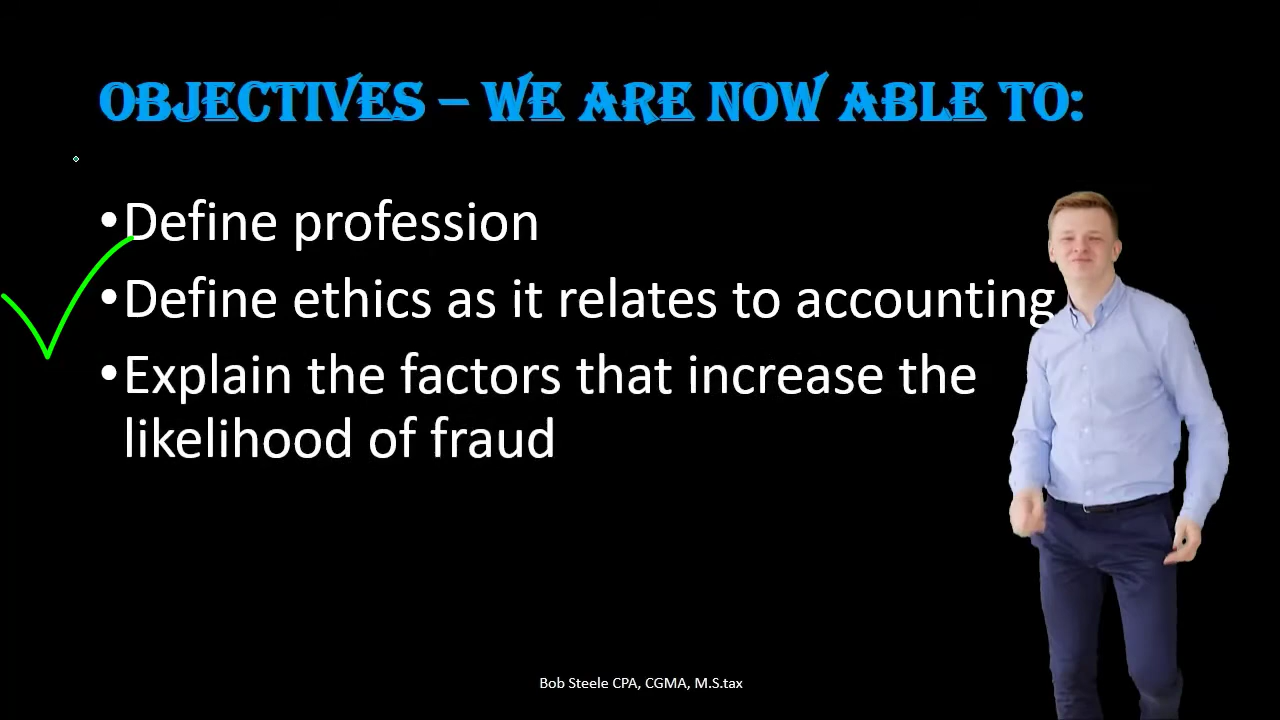 OBJECTIVES – WE ARE NOW ABLE TO:
•Define profession
•Define ethics as it relates to accounting
•Explain the factors that increase the
likelihood of fraud
Bob Steele CPA, CGMA, M.S.tax